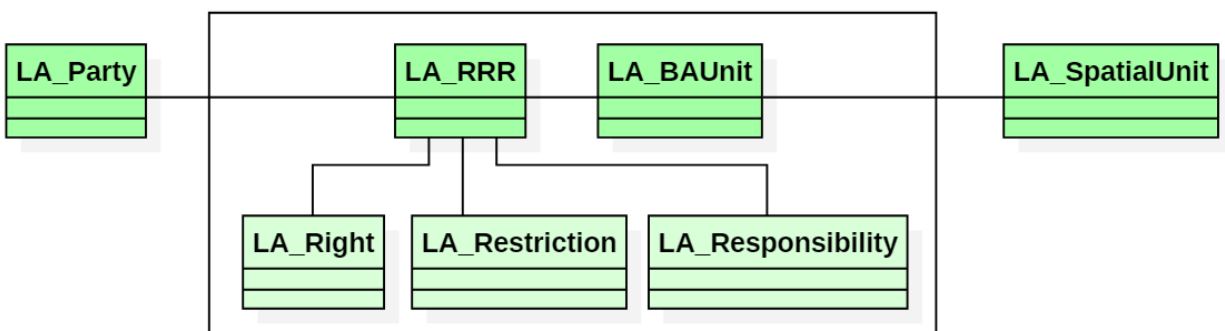 LA_Party
LA_RRR
LA_BAUnit
LA_SpatialUnit
LA_Right
LA_Restriction
LA_Responsibility